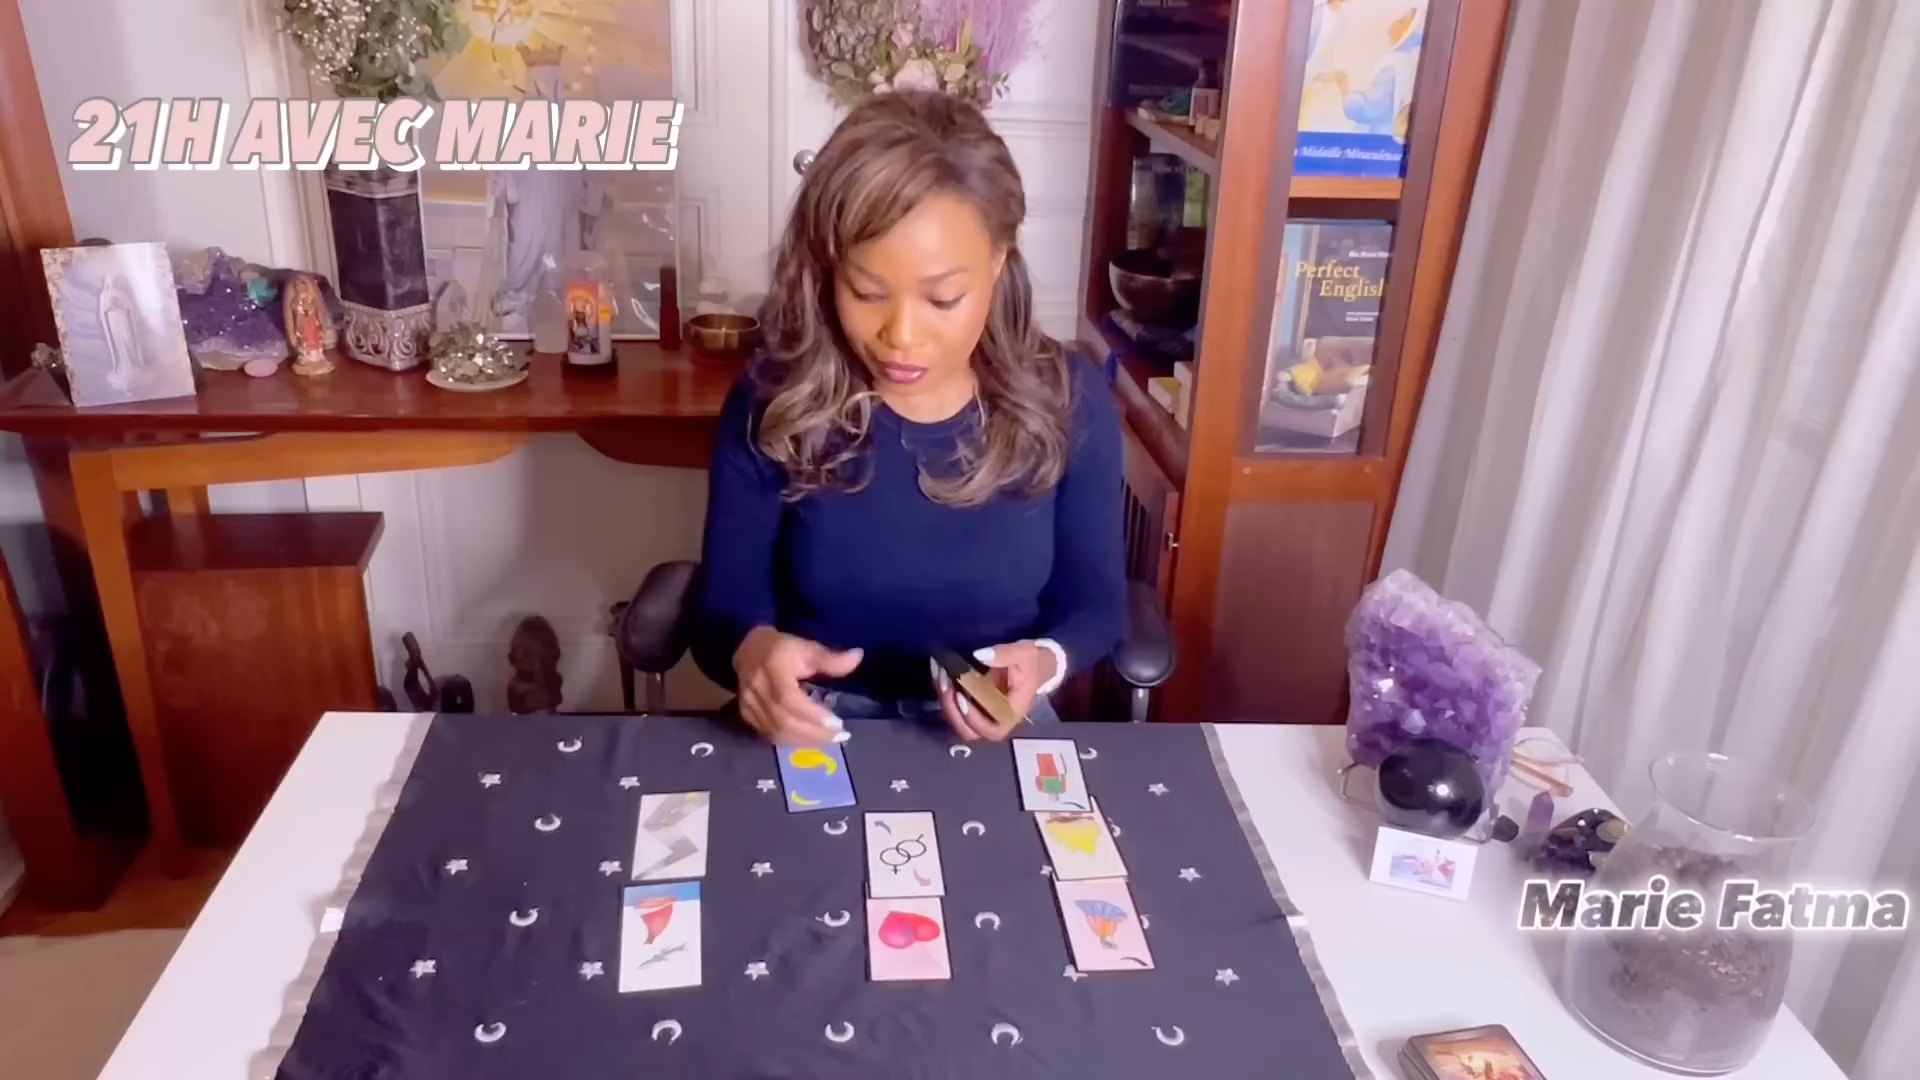 21H AVEC MARIE
Médaille Miraculeuse
Perfect
English
Marie Fatma